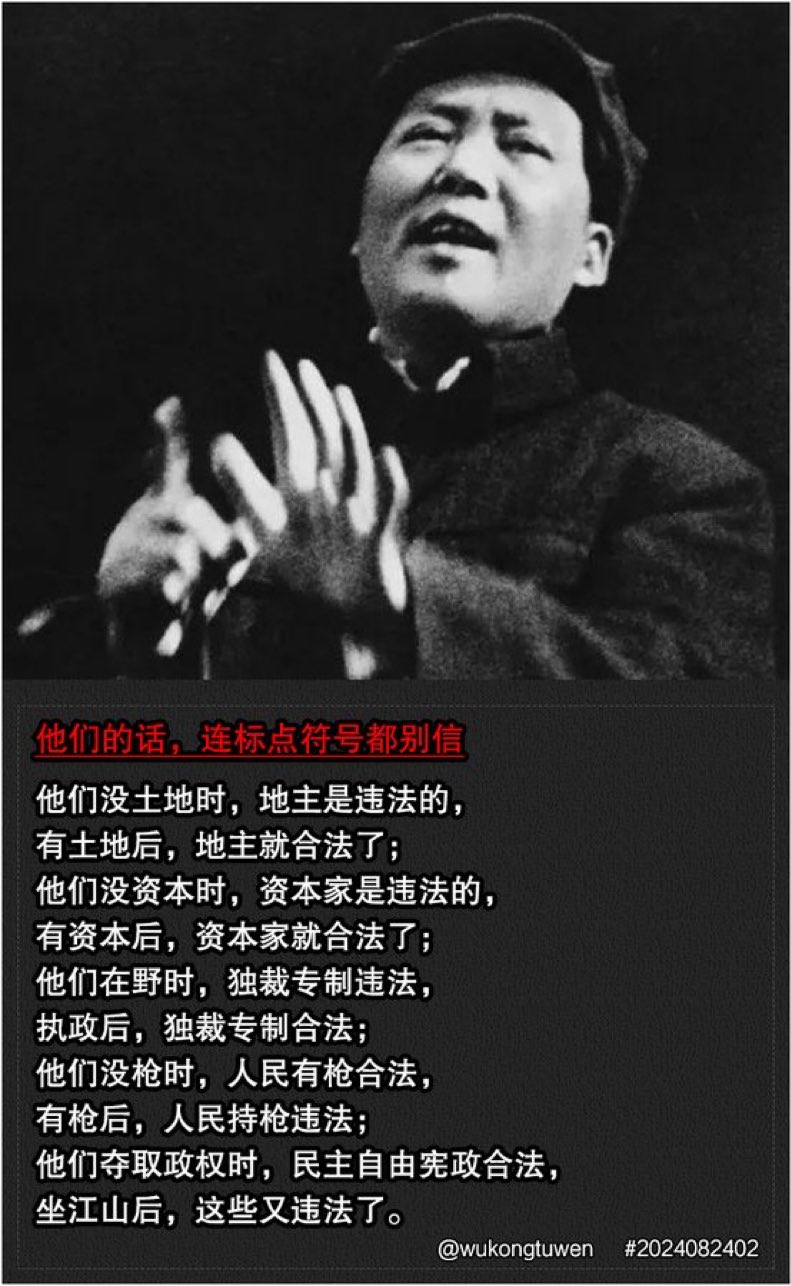 他们的话，连标点符号都别信
他们没土地时，地主是违法的，
有土地后，地主就合法了；
他们没资本时，资本家是违法的，
有资本后，资本家就合法了；
他们在野时，独裁专制违法，
执政后，独裁专制合法；
他们没枪时，人民有枪合法，
有枪后，人民持枪违法；
他们夺取政权时，民主自由宪政合法，
坐江山后，这些又违法了。
@wukongtuwen #2024082402